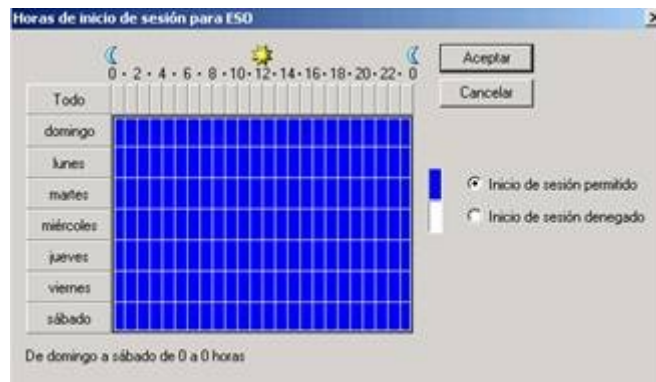 Horas de inicio de sesión para ESO
0 · 2 · 4 · 6 · 8 · 10 · 12 · 14 · 16 · 18 · 20 · 22 · 0
Aceptar
Cancelar
Todo
domingo
lunes
martes
miércoles
jueves
viernes
sábado
Inicio de sesión permitido
Inicio de sesión denegado
De domingo a sábado de 0 a 0 horas